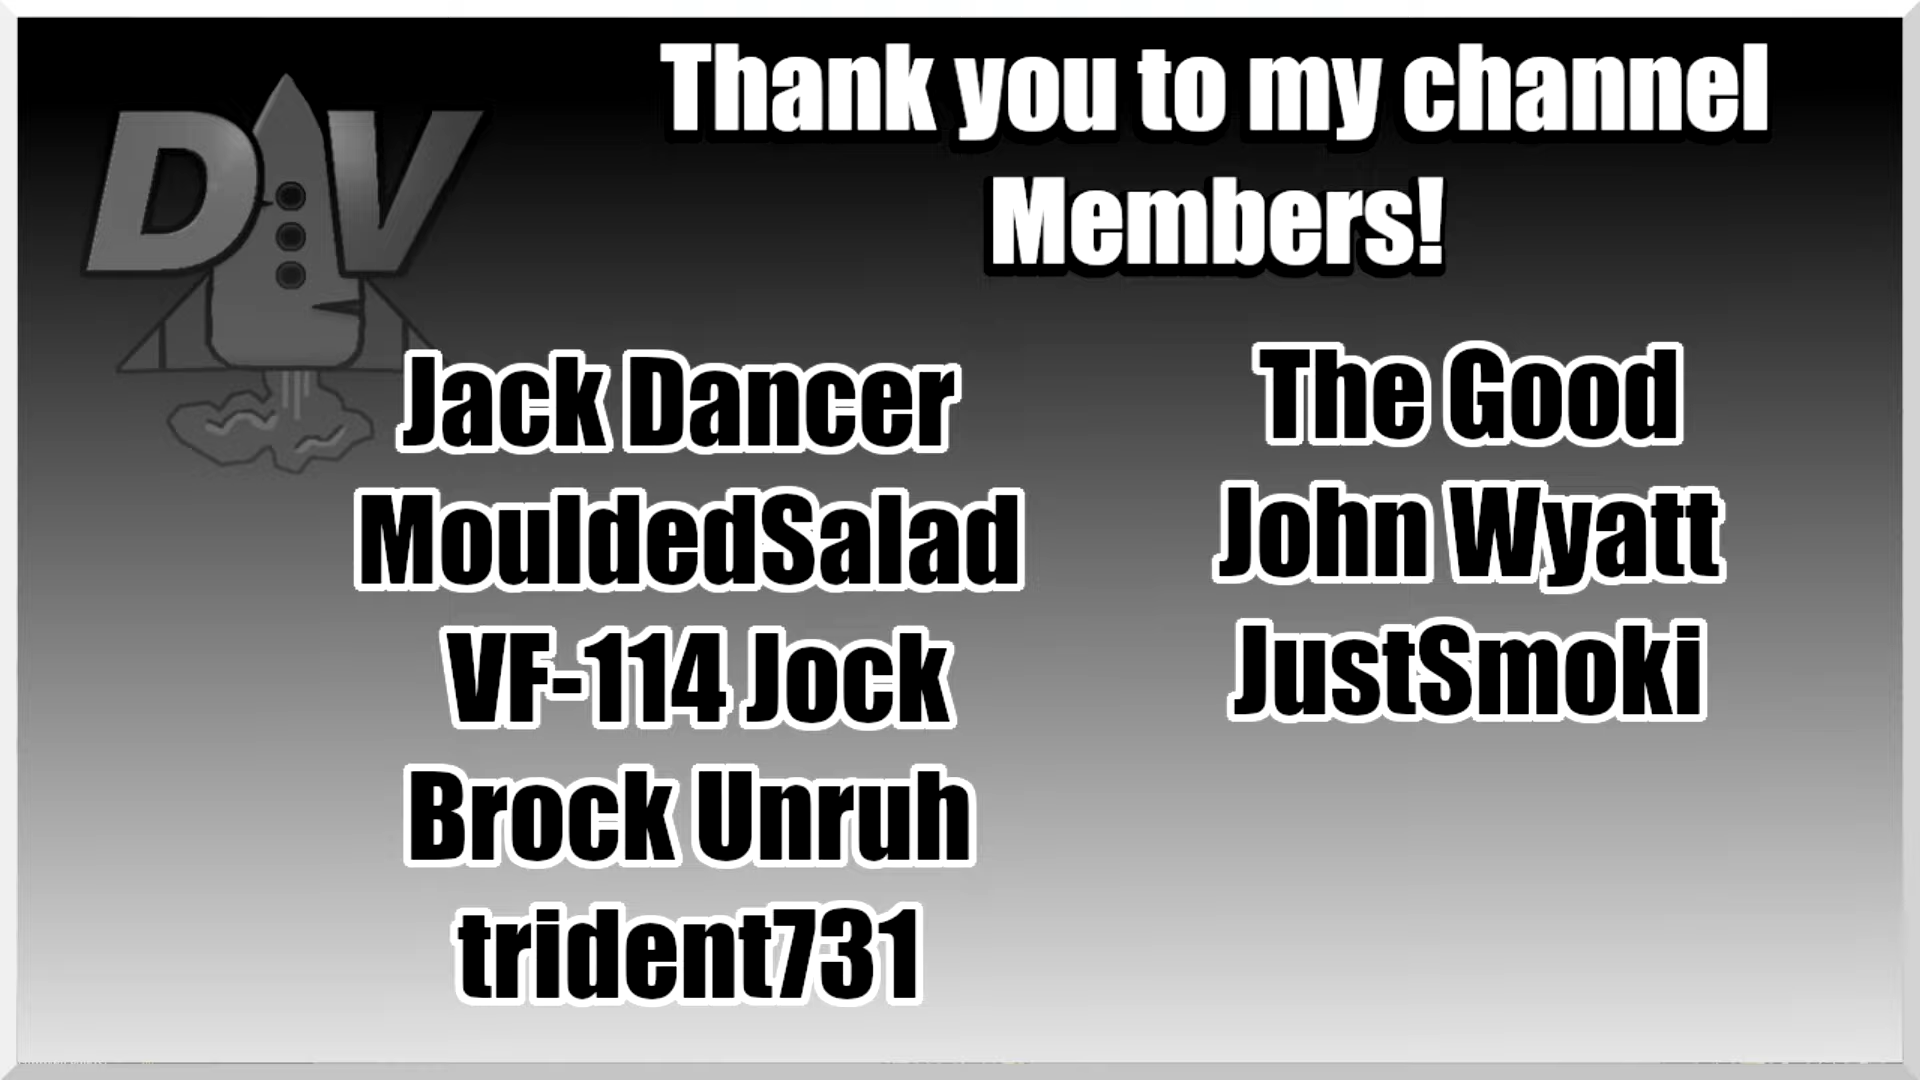 DV
Thank you to my channel
Members!
Jack Dancer
MouldedSalad
VF-114 Jock
Brock Unruh
trident731
The Good
John Wyatt
JustSmoki